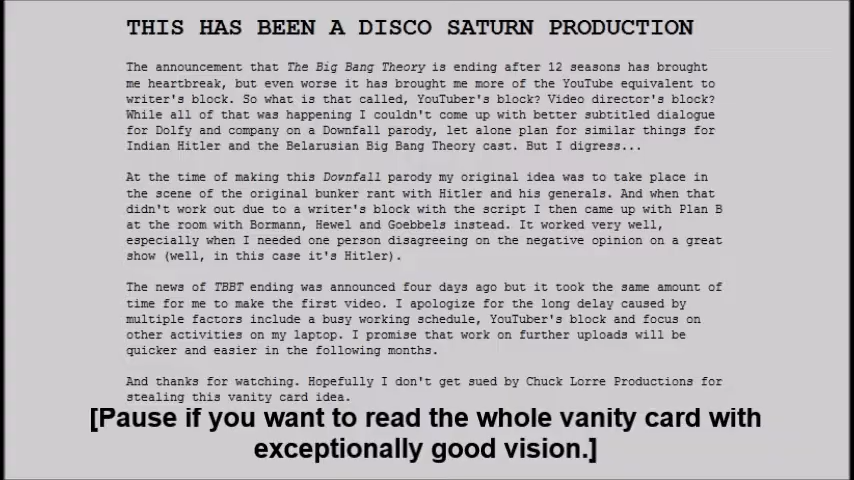 THIS HAS BEEN A DISCO SATURN PRODUCTION
The announcement that The Big Bang Theory is ending after 12 seasons has brought
me heartbreak, but even worse it has brought me more of the YouTube equivalent to
writer's block. So what is that called, YouTuber's block? Video director's block?
While all of that was happening I couldn't come up with better subtitled dialogue
for Dolfy and company on a Downfall parody, let alone plan for similar things for
Indian Hitler and the Belarusian Big Bang Theory cast. But I digress...
At the time of making this Downfall parody my original idea was to take place in
the scene of the original bunker rant with Hitler and his generals. And when that
didn't work out due to a writer's block with the script I then came up with Plan B
at the room with Bormann, Hewel and Goebbels instead. It worked very well,
especially when I needed one person disagreeing on the negative opinion on a great
show (well, in this case it's Hitler).
The news of TBBT ending was announced four days ago but it took the same amount of
time for me to make the first video. I apologize for the long delay caused by
multiple factors include a busy working schedule, YouTuber's block and focus on
other activities on my laptop. I promise that work on further uploads will be
quicker and easier in the following months.
And thanks for watching. Hopefully I don't get sued by Chuck Lorre Productions for
stealing this vanity card idea.
[Pause if you want to read the whole vanity card with
exceptionally good vision.]